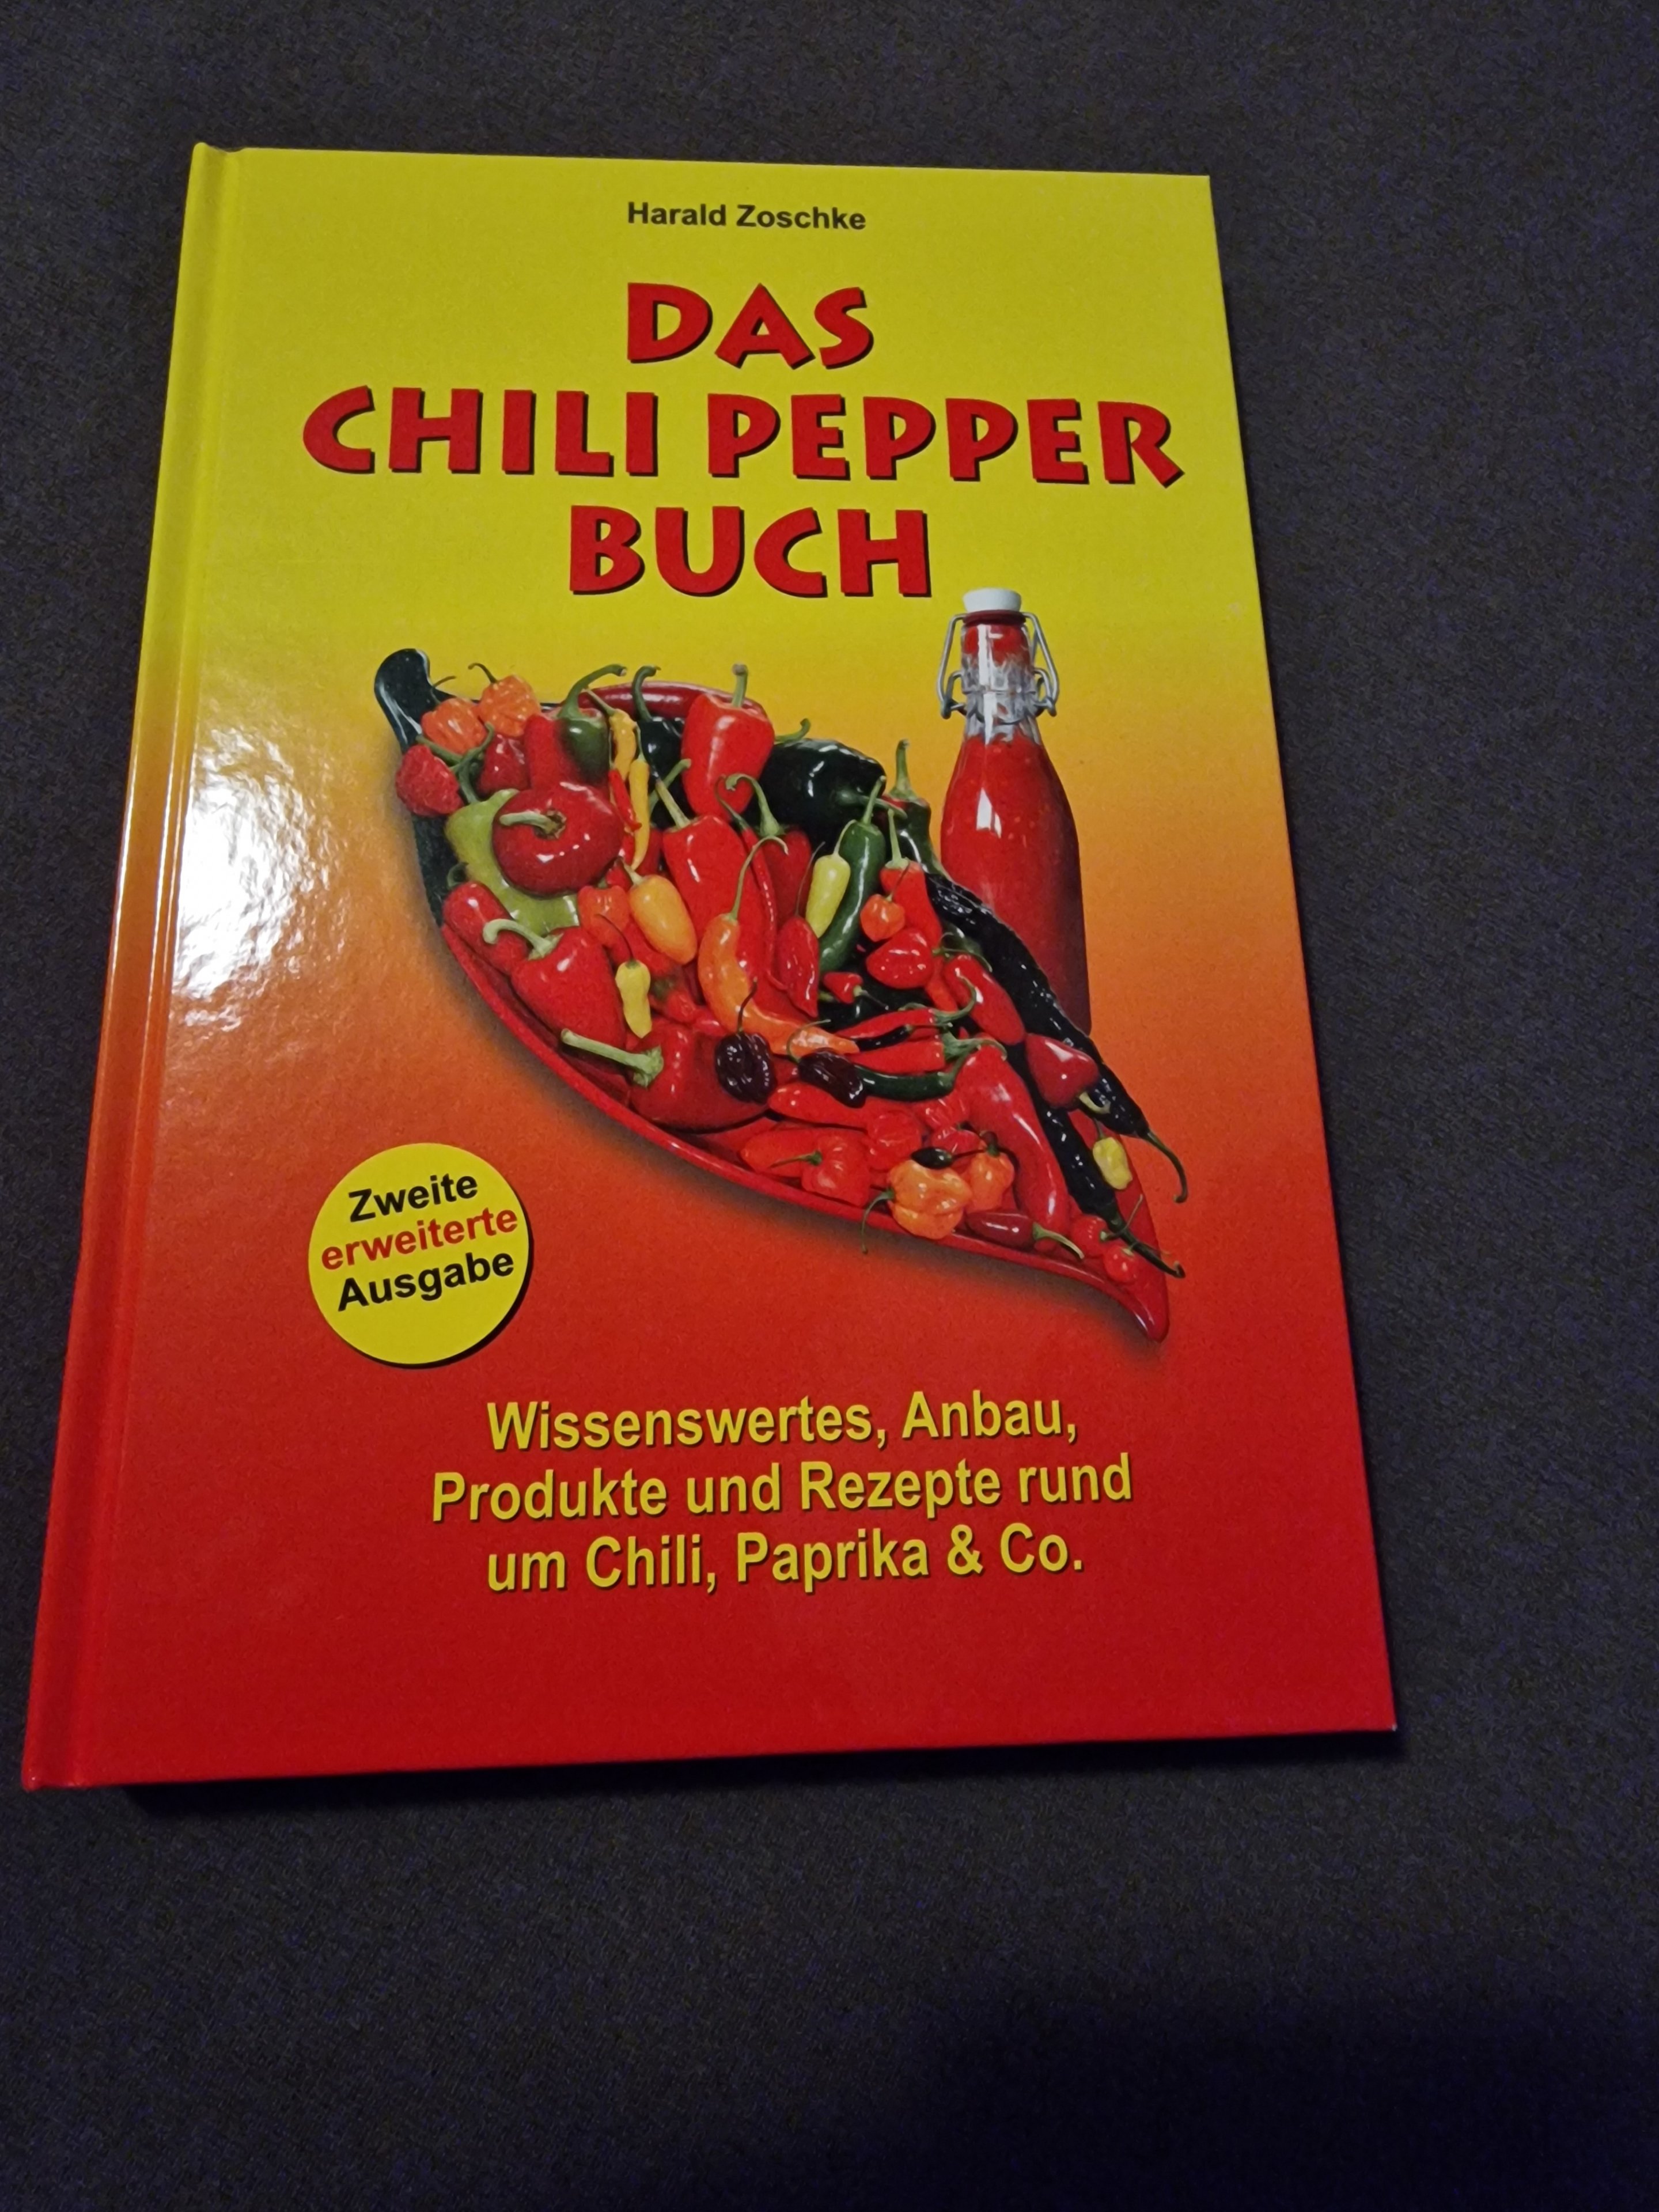 Harald Zoschke
DAS
CHILI PEPPER
BUCH
Zweite
erweiterte
Ausgabe
Wissenswertes, Anbau,
Produkte und Rezepte rund
um Chili, Paprika & Co.